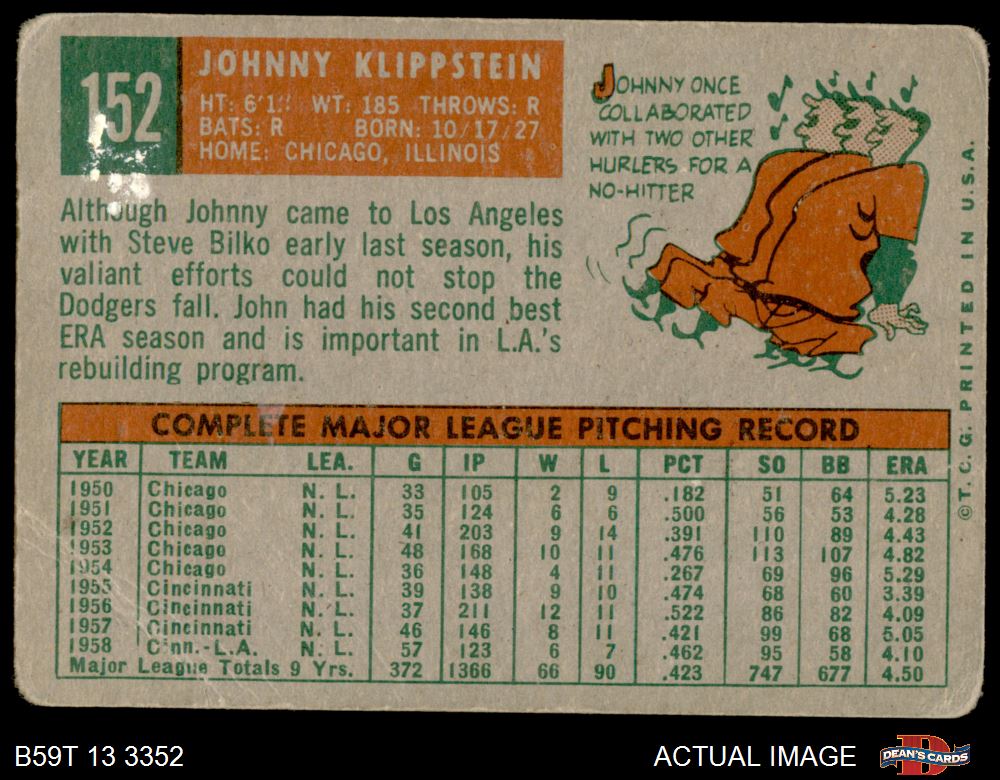 152
JOHNNY KLIPPSTEIN
HT: 6'1" WT: 185 THROWS: R
BATS: R BORN: 10/17/27
HOME: CHICAGO, ILLINOIS
Although Johnny came to Los Angeles
with Steve Bilko early last season, his
valiant efforts could not stop the
Dodgers fall. John had his second best
ERA season and is important in L.A.'s
rebuilding program.
JOHNNY ONCE
COLLABORATED
WITH TWO OTHER
HURLERS FOR A
NO-HITTER
©T. C. G. PRINTED IN U.S.A.
COMPLETE MAJOR LEAGUE PITCHING RECORD
YEAR TEAM LEA. G IP W L PCT SO BB ERA
1950 Chicago N. L. 33 105 2 9 .182 51 64 5.23
1951 Chicago N. L. 35 124 6 6 .500 56 53 4.28
1952 Chicago N. L. 41 203 9 14 .391 110 89 4.43
1953 Chicago N. L. 48 168 10 11 .476 113 107 4.82
1954 Chicago N. L. 36 148 4 11 .267 69 96 5.29
1955 Cincinnati N. L. 39 138 9 10 .474 68 60 3.39
1956 Cincinnati N. L. 37 211 12 11 .522 86 82 4.09
1957 Cincinnati N. L. 46 146 8 11 .421 99 68 5.05
1958 Cinn.-L.A. N. L. 57 123 6 7 .462 95 58 4.10
Major League Totals 9 Yrs. 372 1366 66 90 .423 747 677 4.50
B59T 13 3352
ACTUAL IMAGE
DEAN'S CARDS